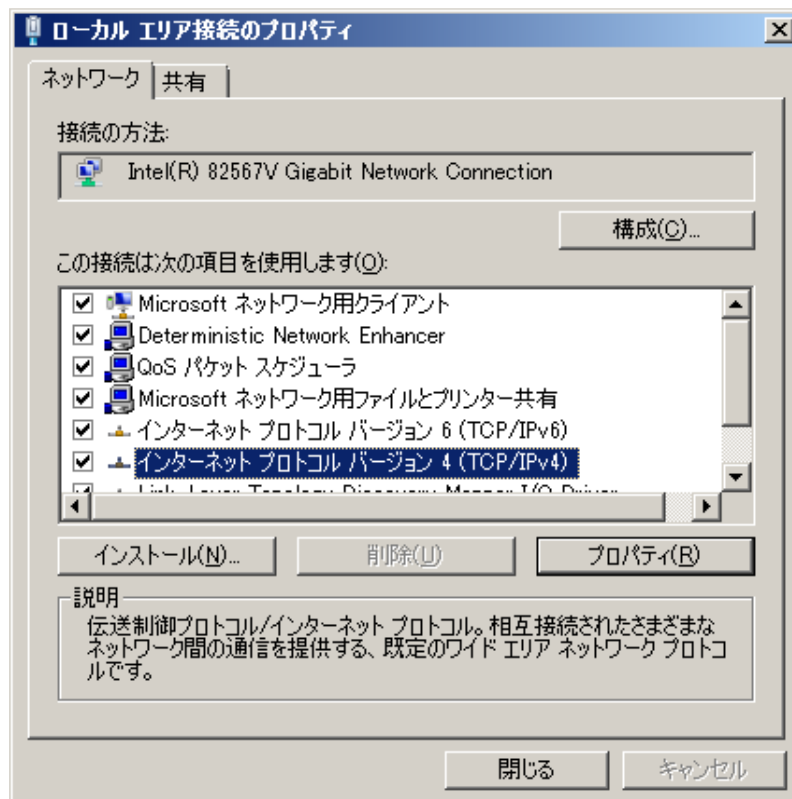 ローカル エリア接続のプロパティ
ネットワーク 共有
接続の方法:
Intel(R) 82567V Gigabit Network Connection
構成(C)...
この接続は次の項目を使用します(O):
Microsoft ネットワーク用クライアント
Deterministic Network Enhancer
QoS パケット スケジューラ
Microsoft ネットワーク用ファイルとプリンター共有
インターネット プロトコル バージョン 6 (TCP/IPv6)
インターネット プロトコル バージョン 4 (TCP/IPv4)
Link-Layer Topology Discovery Mapper I/O Driver
インストール(N)... 削除(U) プロパティ(R)
説明
伝送制御プロトコル/インターネット プロトコル。相互接続されたさまざまな
ネットワーク間の通信を提供する、既定のワイド エリア ネットワーク プロトコ
ルです。
閉じる キャンセル